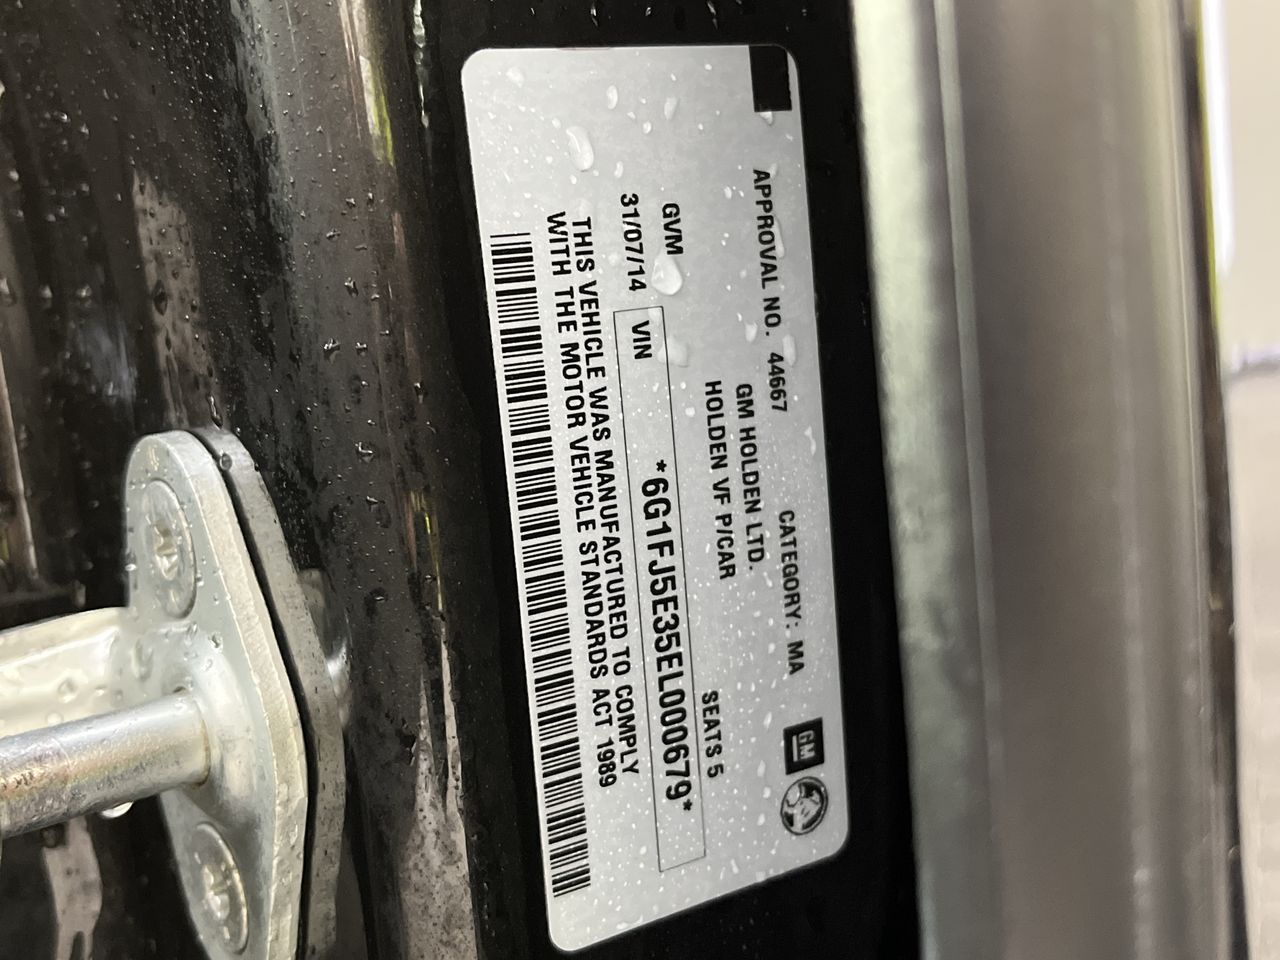 APPROVAL NO. 44667 CATEGORY: MA
GM
GM HOLDEN LTD.
HOLDEN VF P/CAR
GVM SEATS 5
31/07/14 VIN *6G1FJ5E35EL000679*
THIS VEHICLE WAS MANUFACTURED TO COMPLY
WITH THE MOTOR VEHICLE STANDARDS ACT 1989